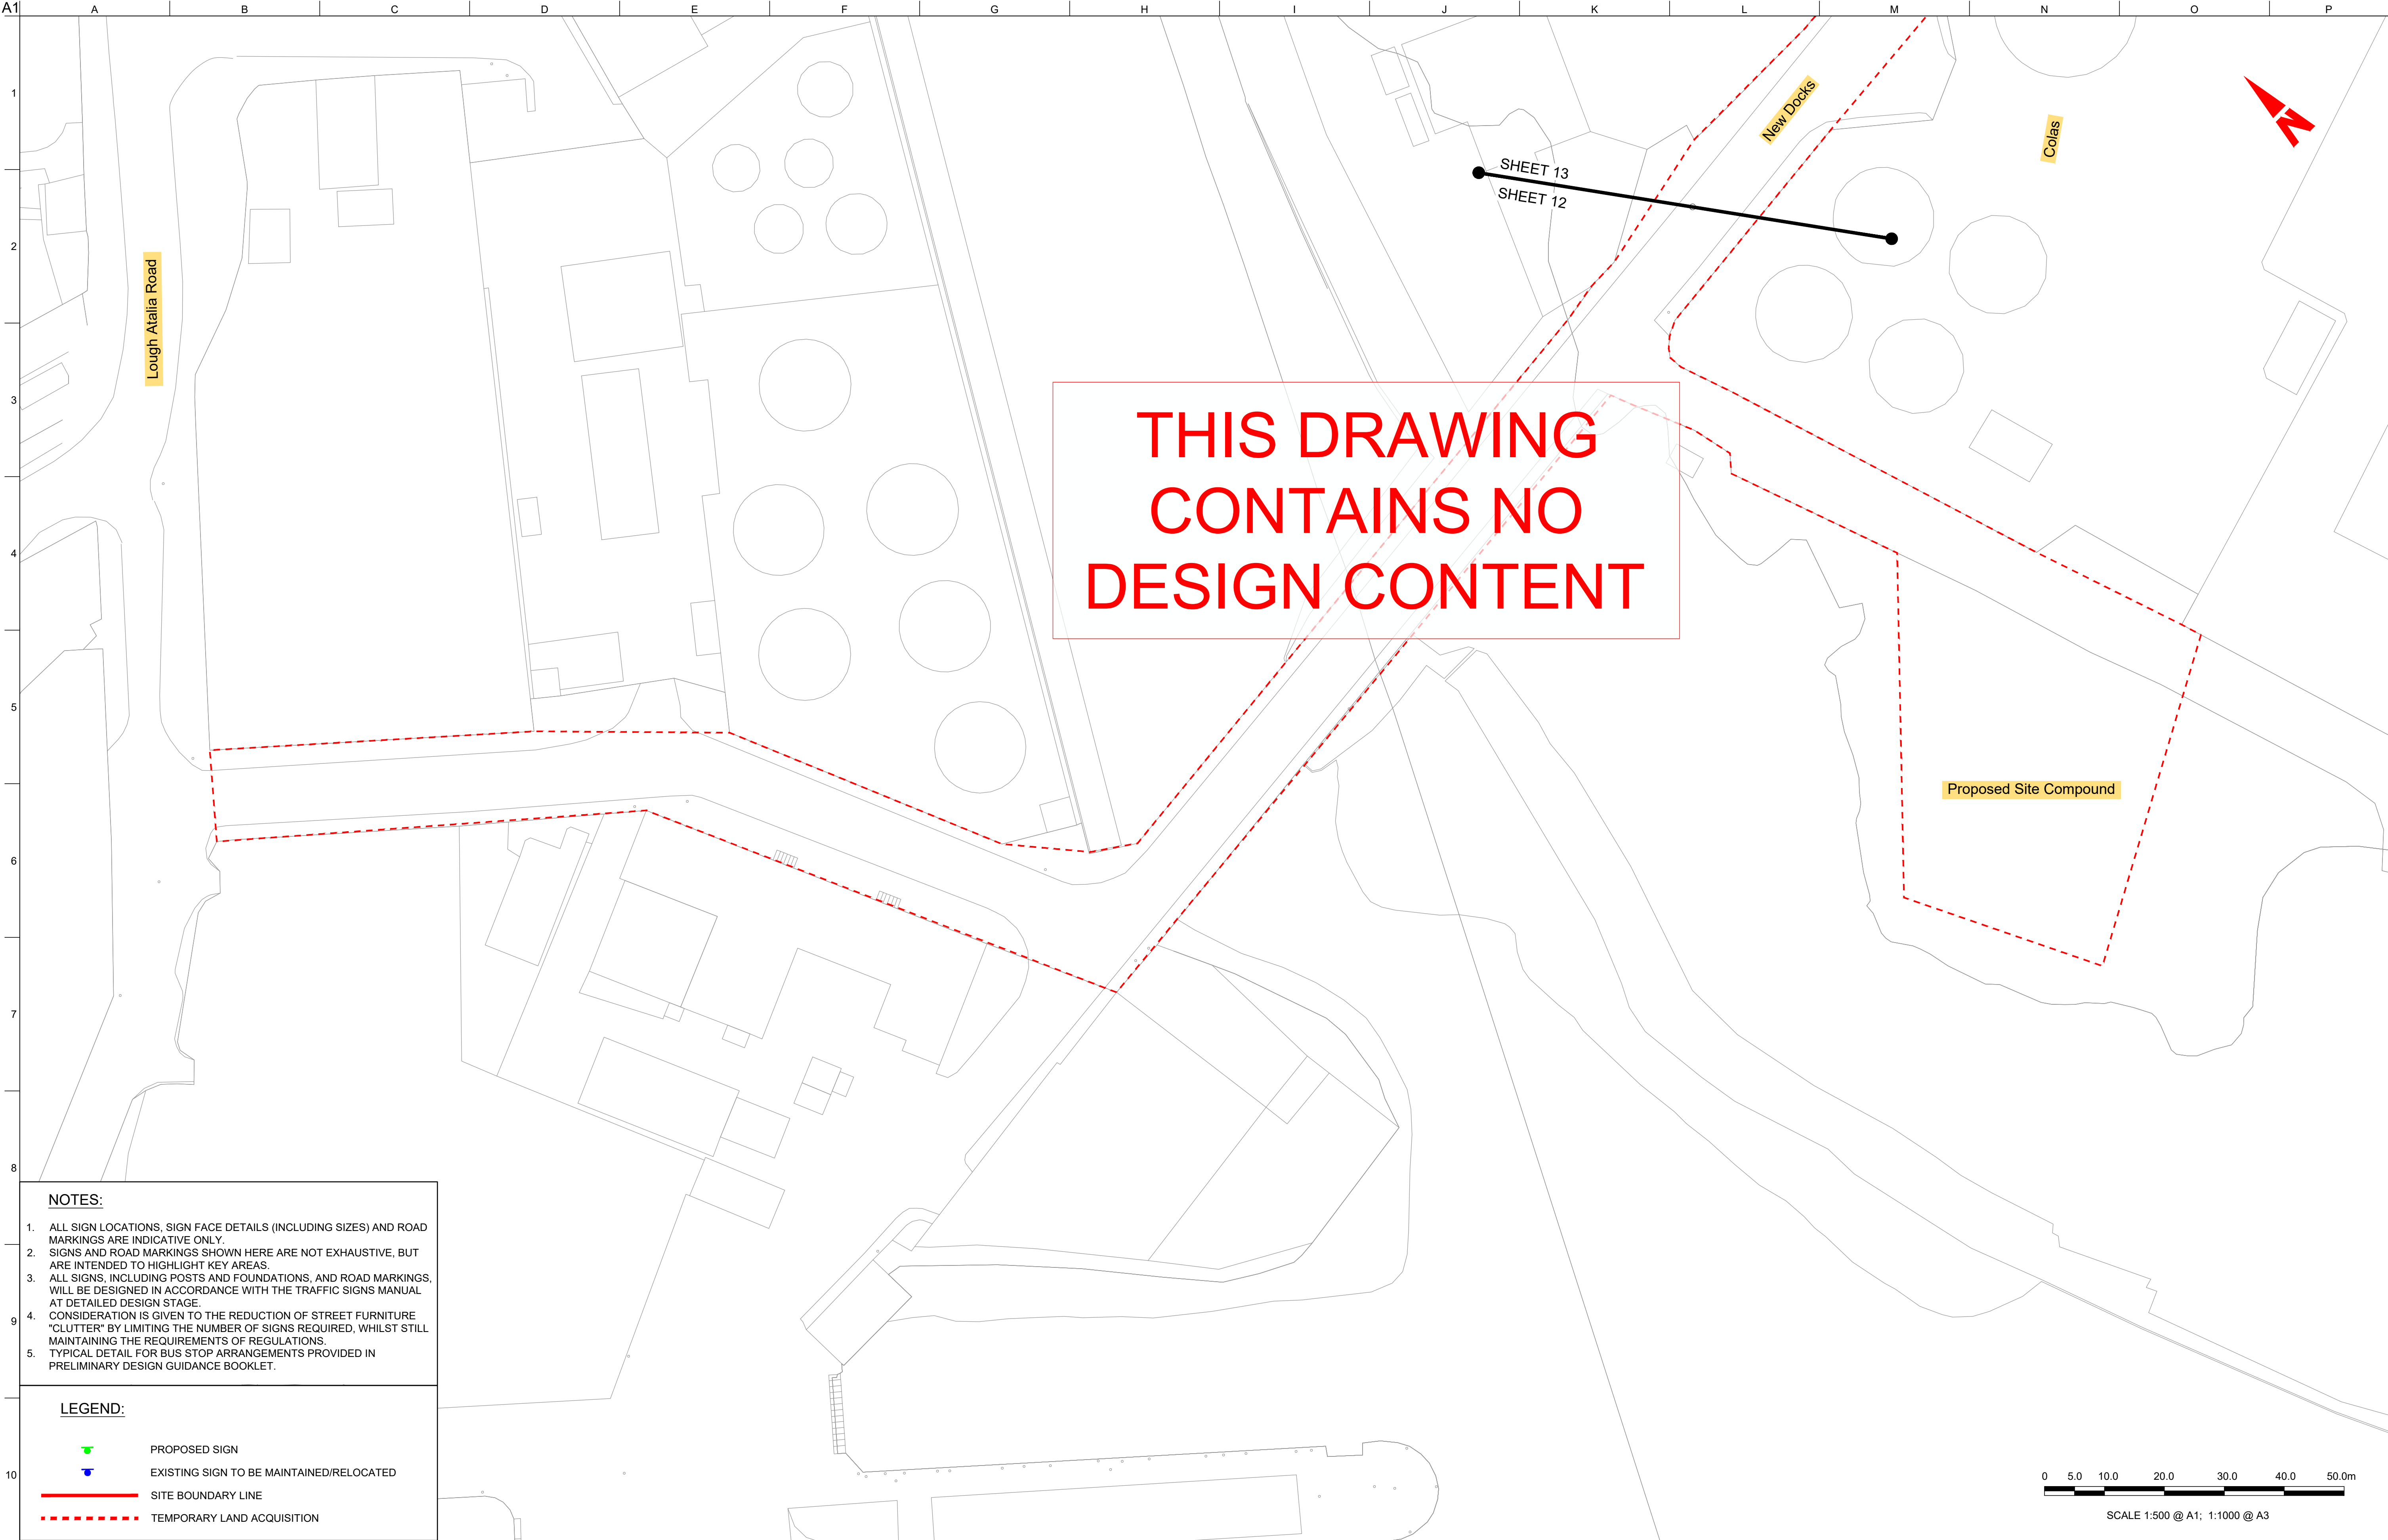 A1
A B C D E F G H I J K L M N O P
1
2
3
4
5
6
7
8
9
10
Lough Atalia Road
New Docks
Colas
N
SHEET 13
SHEET 12
THIS DRAWING
CONTAINS NO
DESIGN CONTENT
Proposed Site Compound
NOTES:
1. ALL SIGN LOCATIONS, SIGN FACE DETAILS (INCLUDING SIZES) AND ROAD
MARKINGS ARE INDICATIVE ONLY.
2. SIGNS AND ROAD MARKINGS SHOWN HERE ARE NOT EXHAUSTIVE, BUT
ARE INTENDED TO HIGHLIGHT KEY AREAS.
3. ALL SIGNS, INCLUDING POSTS AND FOUNDATIONS, AND ROAD MARKINGS,
WILL BE DESIGNED IN ACCORDANCE WITH THE TRAFFIC SIGNS MANUAL
AT DETAILED DESIGN STAGE.
4. CONSIDERATION IS GIVEN TO THE REDUCTION OF STREET FURNITURE
"CLUTTER" BY LIMITING THE NUMBER OF SIGNS REQUIRED, WHILST STILL
MAINTAINING THE REQUIREMENTS OF REGULATIONS.
5. TYPICAL DETAIL FOR BUS STOP ARRANGEMENTS PROVIDED IN
PRELIMINARY DESIGN GUIDANCE BOOKLET.
LEGEND:
PROPOSED SIGN
EXISTING SIGN TO BE MAINTAINED/RELOCATED
SITE BOUNDARY LINE
TEMPORARY LAND ACQUISITION
0 5.0 10.0 20.0 30.0 40.0 50.0m
SCALE 1:500 @ A1; 1:1000 @ A3